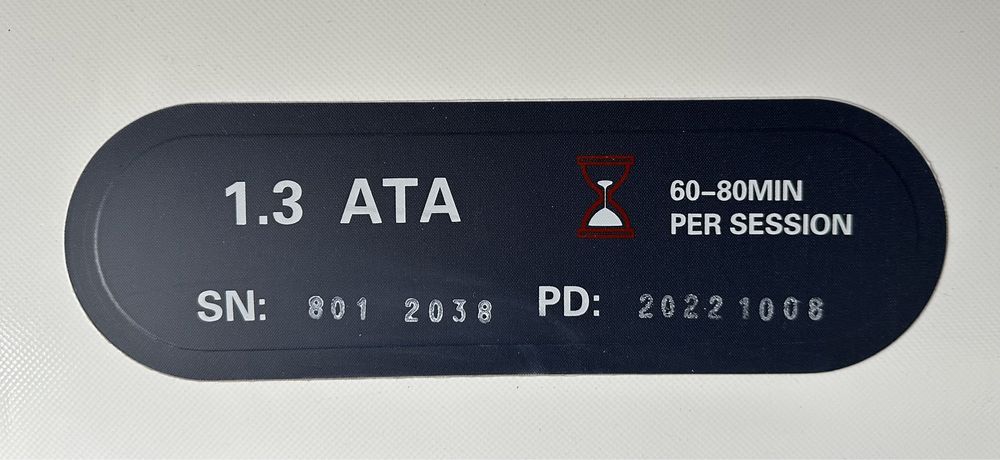 1.3 ATA
60-80MIN
PER SESSION
SN: 801 2038 PD: 20221008